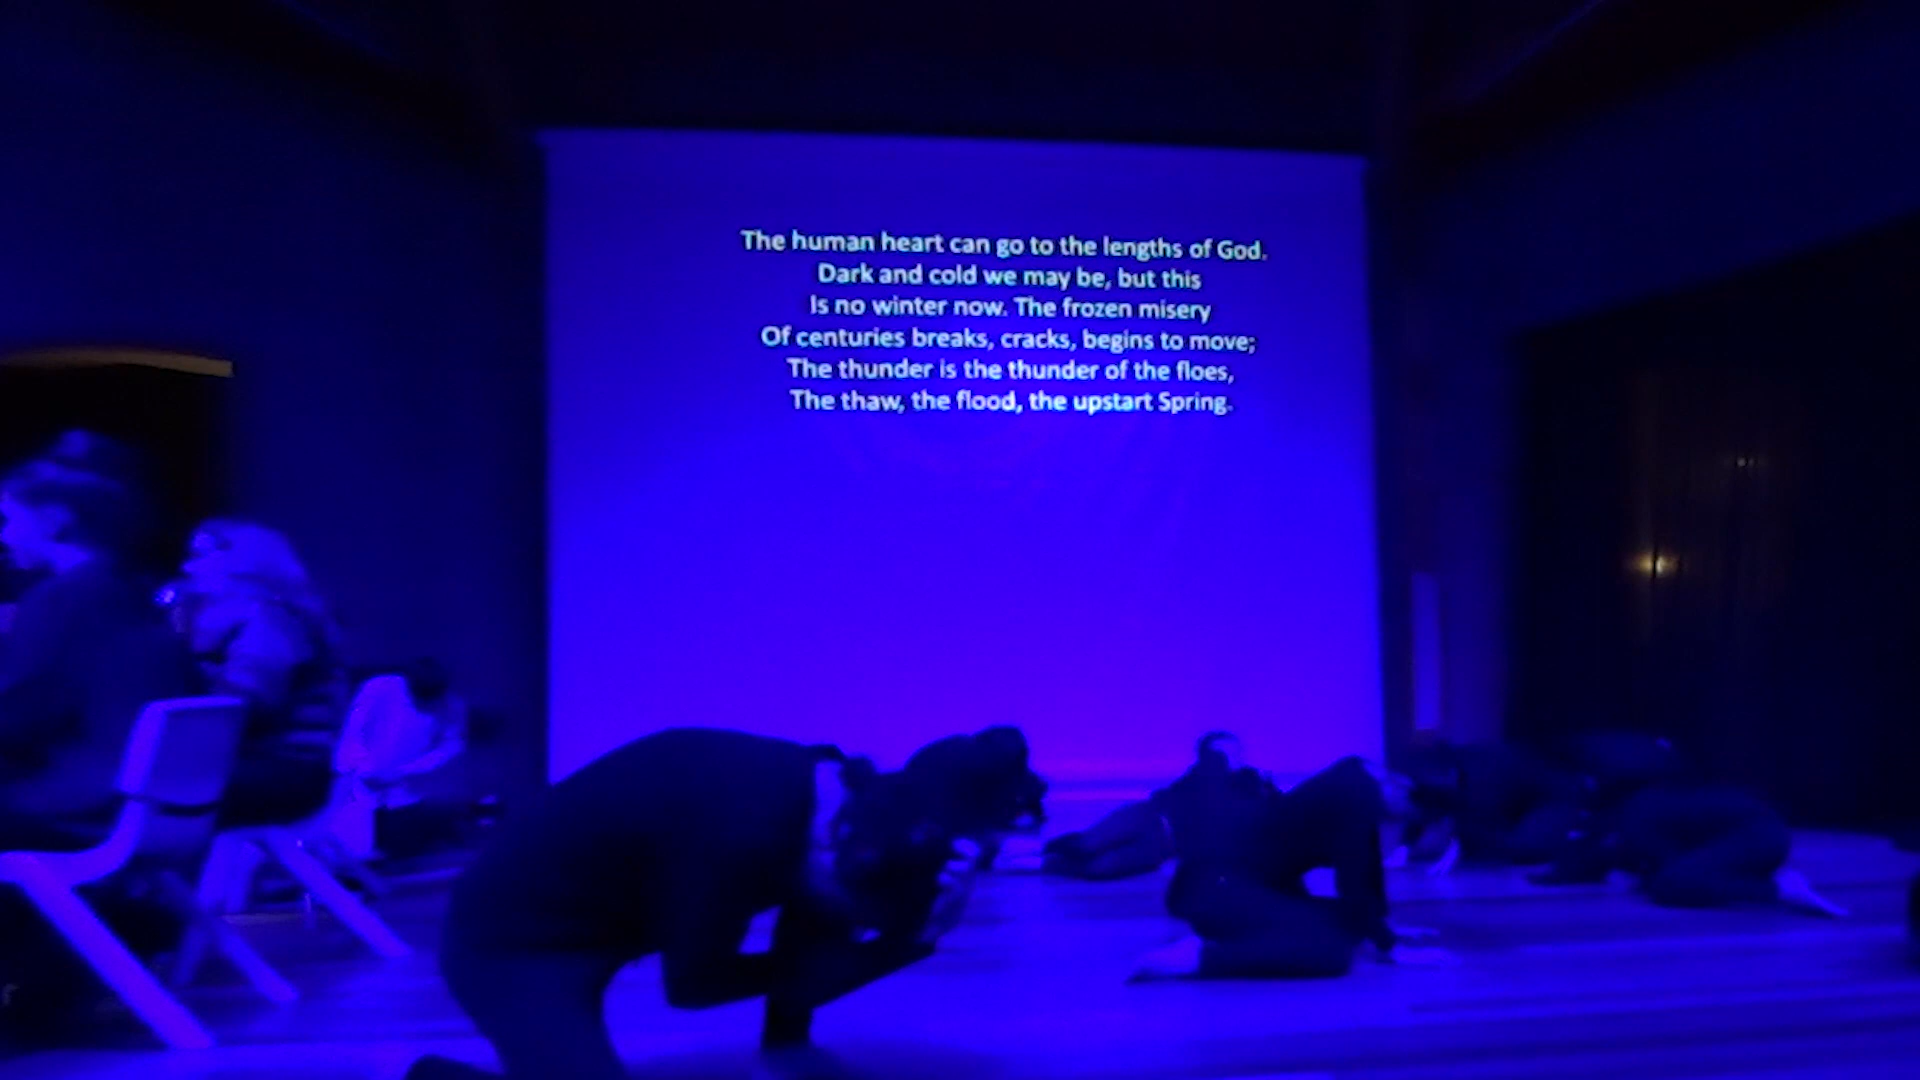 The human heart can go to the lengths of God.
Dark and cold we may be, but this
Is no winter now. The frozen misery
Of centuries breaks, cracks, begins to move;
The thunder is the thunder of the floes,
The thaw, the flood, the upstart Spring.